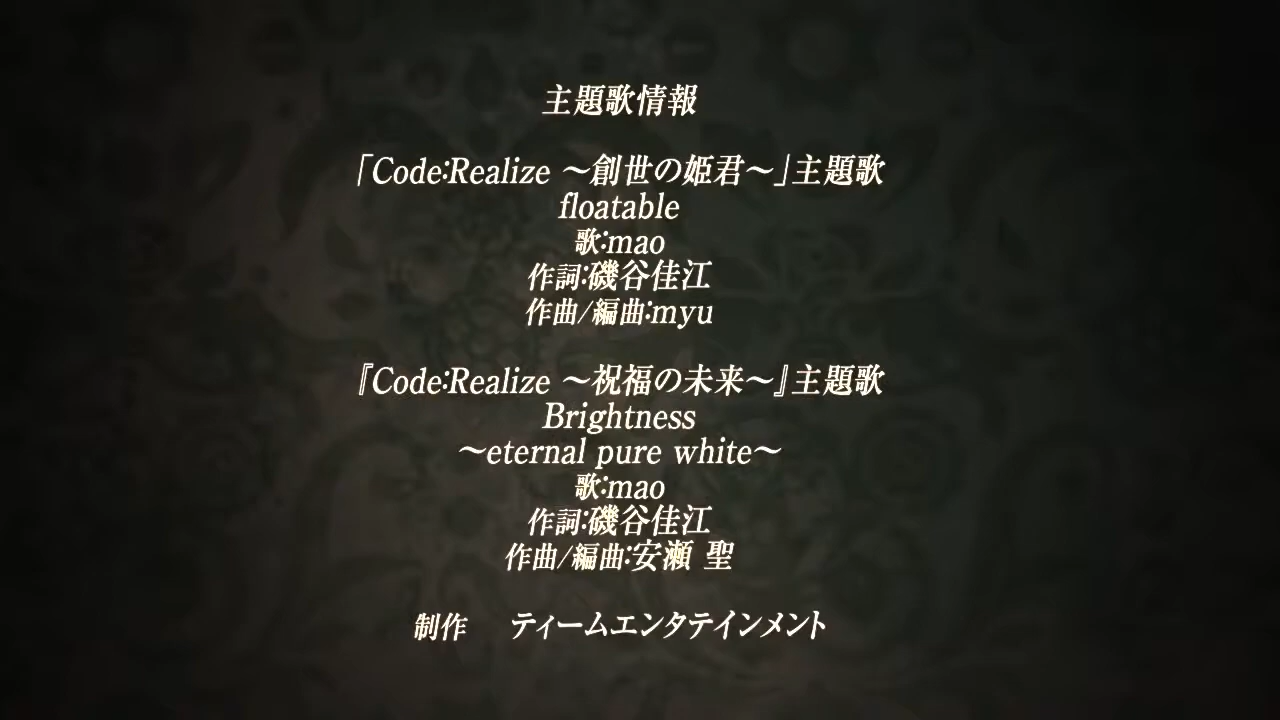 主題歌情報
「Code:Realize ～創世の姫君～」主題歌
floatable
歌:mao
作詞:磯谷佳江
作曲/編曲:myu
『Code:Realize ～祝福の未来～』主題歌
Brightness
～eternal pure white～
歌:mao
作詞:磯谷佳江
作曲/編曲:安瀬 聖
制作 ティームエンタテインメント